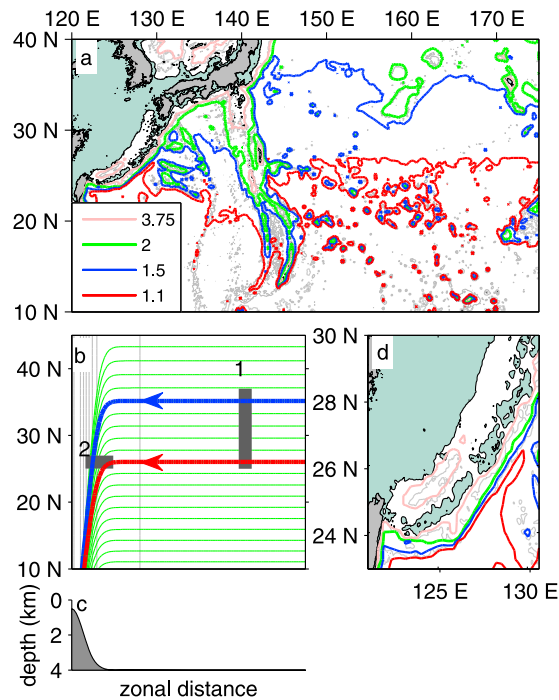 120 130 140 150 160 170
40 N
a
30 N
20 N
10 N
3.75
2
1.5
1.1
b
40 N
30 N
20 N
10 N
1
2
d
30 N
28 N
26 N
24 N
125 E 130 E
c
0
2
4
depth (km)
zonal distance